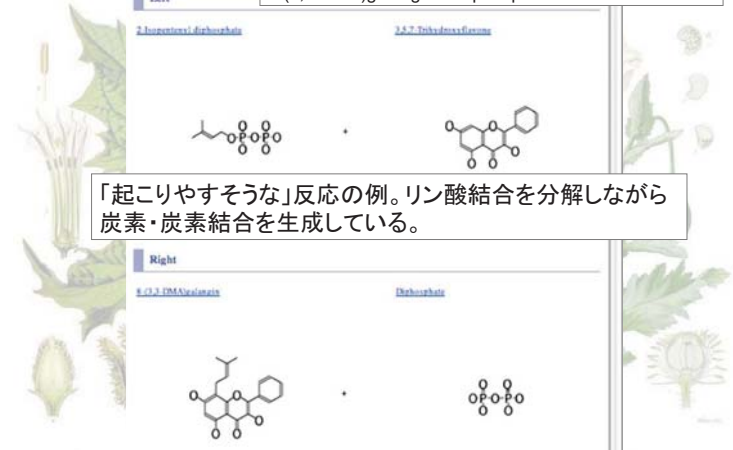 2-Isopentenyl diphosphate
3,5,7-Trihydroxyflavone
+
「起こりやすそうな」反応の例。リン酸結合を分解しながら
炭素・炭素結合を生成している。
Right
8-(3,3-DMA)galangin
Diphosphate
+